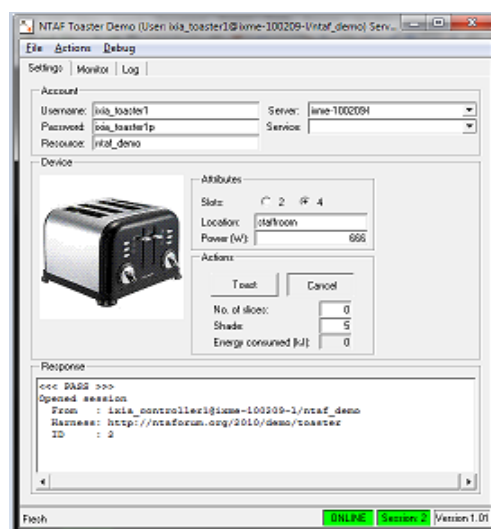 NTAF Toaster Demo (User: ixia_toaster1@ixme-100209-l/ntaf_demo) Serv...
File Actions Debug
Settings Monitor Log
Account
Username: ixia_toaster1 Server: ixme-100209-l
Password: ixia_toaster1p Service:
Resource: ntaf_demo
Device
Attributes
Slots: 2 4
Location: staffroom
Power (W): 666
Actions
Toast Cancel
No. of slices: 0
Shade: 5
Energy consumed (kJ): 0
Response
<<< PASS >>>
Opened session
From : ixia_controller1@ixme-100209-l/ntaf_demo
Harness: http://ntaforum.org/2010/demo/toaster
ID : 2
Fresh ONLINE Session: 2 Version 1.01